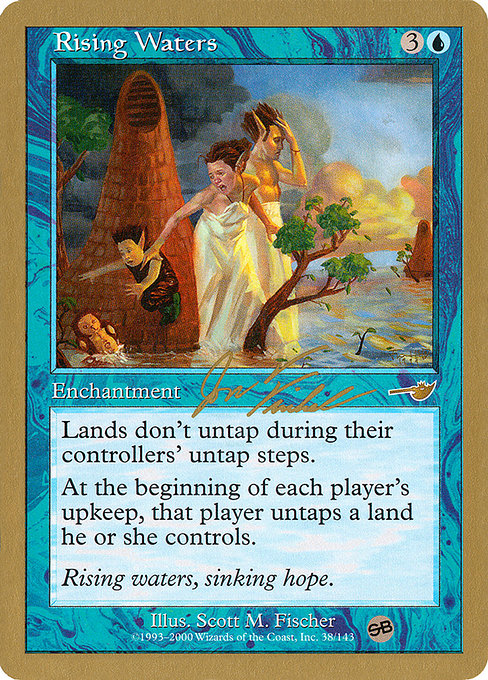 Rising Waters 3
Enchantment
Jon Finkel
Lands don't untap during their
controllers' untap steps.
At the beginning of each player's
upkeep, that player untaps a land
he or she controls.
Rising waters, sinking hope.
Illus. Scott M. Fischer
©1993–2000 Wizards of the Coast, Inc. 38/143
SB